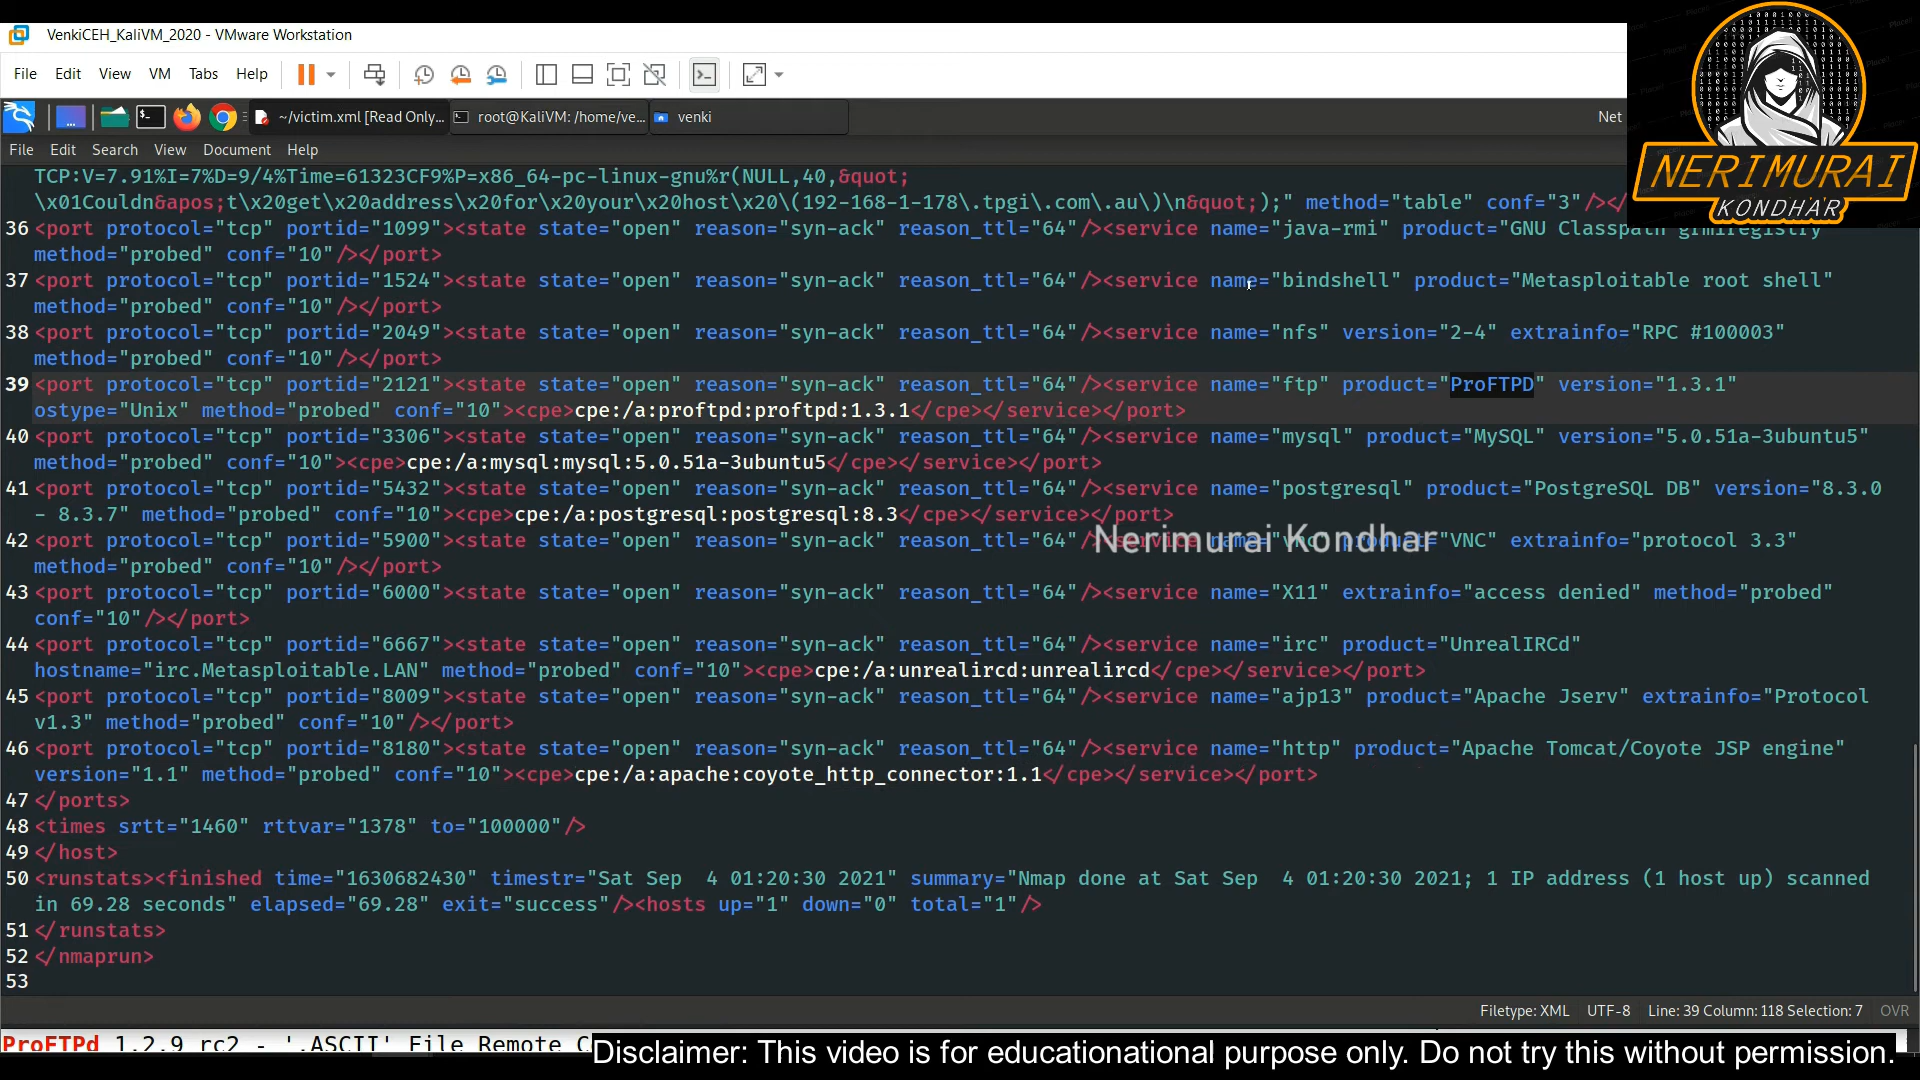 VenkiCEH_KaliVM_2020 - VMware Workstation
File Edit View VM Tabs Help
~/victim.xml [Read Only... root@KaliVM: /home/ve... venki Net
File Edit Search View Document Help
TCP:V=7.91%I=7%D=9/4%Time=61323CF9%P=x86_64-pc-linux-gnu%r(NULL,40,&quot;
\x01Couldn&apos;t\x20get\x20address\x20for\x20your\x20host\x20\(192-168-1-178\.tpgi\.com\.au\)\n&quot;);" method="table" conf="3"/></
36 <port protocol="tcp" portid="1099"><state state="open" reason="syn-ack" reason_ttl="64"/><service name="java-rmi" product="GNU Classpath grmiregistry"
method="probed" conf="10"/></port>
37 <port protocol="tcp" portid="1524"><state state="open" reason="syn-ack" reason_ttl="64"/><service name="bindshell" product="Metasploitable root shell"
method="probed" conf="10"/></port>
38 <port protocol="tcp" portid="2049"><state state="open" reason="syn-ack" reason_ttl="64"/><service name="nfs" version="2-4" extrainfo="RPC #100003"
method="probed" conf="10"/></port>
39 <port protocol="tcp" portid="2121"><state state="open" reason="syn-ack" reason_ttl="64"/><service name="ftp" product="ProFTPD" version="1.3.1"
ostype="Unix" method="probed" conf="10"><cpe>cpe:/a:proftpd:proftpd:1.3.1</cpe></service></port>
40 <port protocol="tcp" portid="3306"><state state="open" reason="syn-ack" reason_ttl="64"/><service name="mysql" product="MySQL" version="5.0.51a-3ubuntu5"
method="probed" conf="10"><cpe>cpe:/a:mysql:mysql:5.0.51a-3ubuntu5</cpe></service></port>
41 <port protocol="tcp" portid="5432"><state state="open" reason="syn-ack" reason_ttl="64"/><service name="postgresql" product="PostgreSQL DB" version="8.3.0
- 8.3.7" method="probed" conf="10"><cpe>cpe:/a:postgresql:postgresql:8.3</cpe></service></port>
42 <port protocol="tcp" portid="5900"><state state="open" reason="syn-ack" reason_ttl="64"/><service name="vnc" product="VNC" extrainfo="protocol 3.3"
Nerimurai Kondhar
method="probed" conf="10"/></port>
43 <port protocol="tcp" portid="6000"><state state="open" reason="syn-ack" reason_ttl="64"/><service name="X11" extrainfo="access denied" method="probed"
conf="10"/></port>
44 <port protocol="tcp" portid="6667"><state state="open" reason="syn-ack" reason_ttl="64"/><service name="irc" product="UnrealIRCd"
hostname="irc.Metasploitable.LAN" method="probed" conf="10"><cpe>cpe:/a:unrealircd:unrealircd</cpe></service></port>
45 <port protocol="tcp" portid="8009"><state state="open" reason="syn-ack" reason_ttl="64"/><service name="ajp13" product="Apache Jserv" extrainfo="Protocol
v1.3" method="probed" conf="10"/></port>
46 <port protocol="tcp" portid="8180"><state state="open" reason="syn-ack" reason_ttl="64"/><service name="http" product="Apache Tomcat/Coyote JSP engine"
version="1.1" method="probed" conf="10"><cpe>cpe:/a:apache:coyote_http_connector:1.1</cpe></service></port>
47 </ports>
48 <times srtt="1460" rttvar="1378" to="100000"/>
49 </host>
50 <runstats><finished time="1630682430" timestr="Sat Sep  4 01:20:30 2021" summary="Nmap done at Sat Sep  4 01:20:30 2021; 1 IP address (1 host up) scanned
in 69.28 seconds" elapsed="69.28" exit="success"/><hosts up="1" down="0" total="1"/>
51 </runstats>
52 </nmaprun>
53
Filetype: XML UTF-8 Line: 39 Column: 118 Selection: 7 OVR
ProFTPd 1.2.9 rc2 - '.ASCII' File Remote C
Disclaimer: This video is for educationational purpose only. Do not try this without permission.
NERIMURAI
KONDHAR